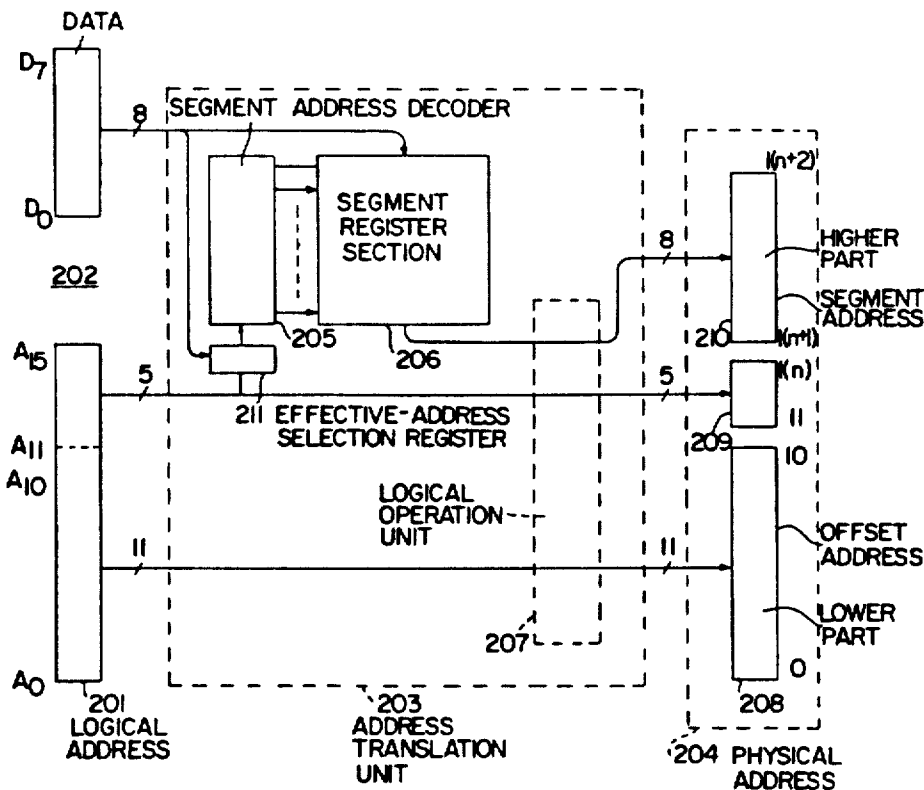 DATA
D7
D0
202
8
SEGMENT ADDRESS DECODER
SEGMENT
REGISTER
SECTION
205
206
8
I(n+2)
HIGHER
PART
SEGMENT
ADDRESS
210
I(n+1)
I(n)
11
209
10
A15
5
211 EFFECTIVE-ADDRESS
SELECTION REGISTER
5
A11
A10
LOGICAL
OPERATION
UNIT
11
11
OFFSET
ADDRESS
LOWER
PART
207
0
A0
201
LOGICAL
ADDRESS
203
ADDRESS
TRANSLATION
UNIT
208
204 PHYSICAL
ADDRESS